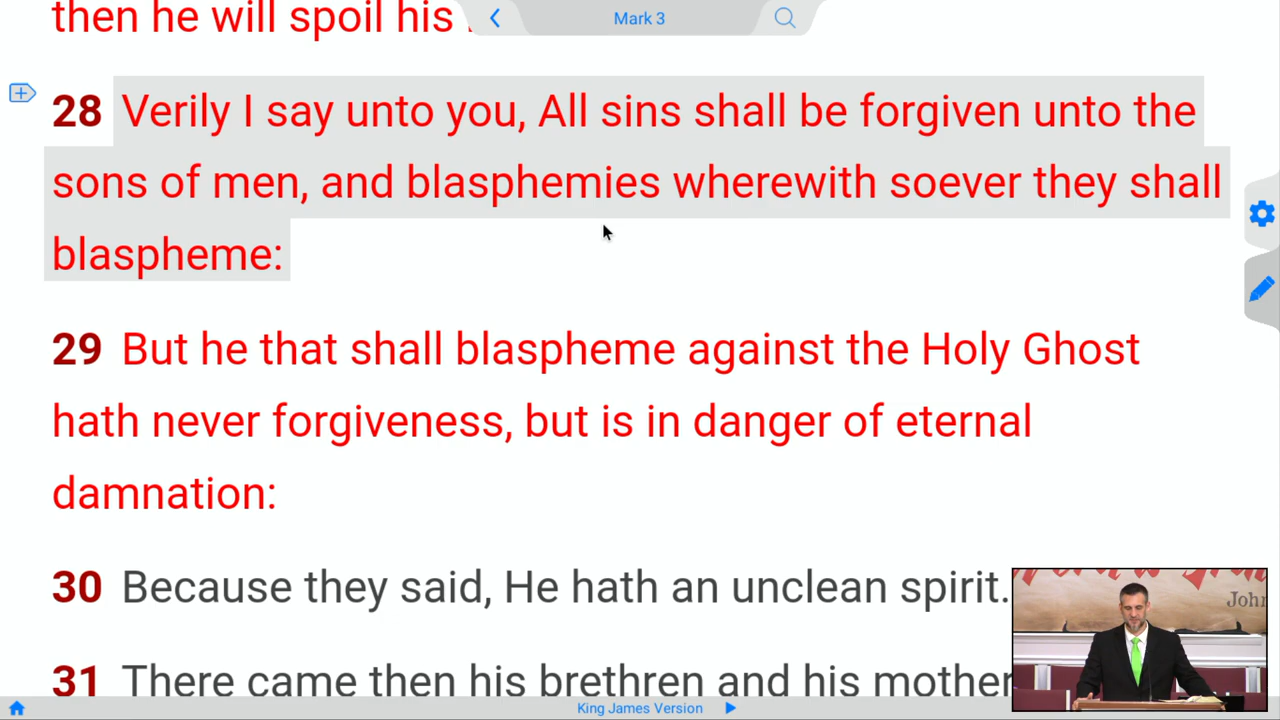 then he will spoil his
Mark 3
28 Verily I say unto you, All sins shall be forgiven unto the
sons of men, and blasphemies wherewith soever they shall
blaspheme:
29 But he that shall blaspheme against the Holy Ghost
hath never forgiveness, but is in danger of eternal
damnation:
30 Because they said, He hath an unclean spirit.
John
31 There came then his brethren and his mother
King James Version